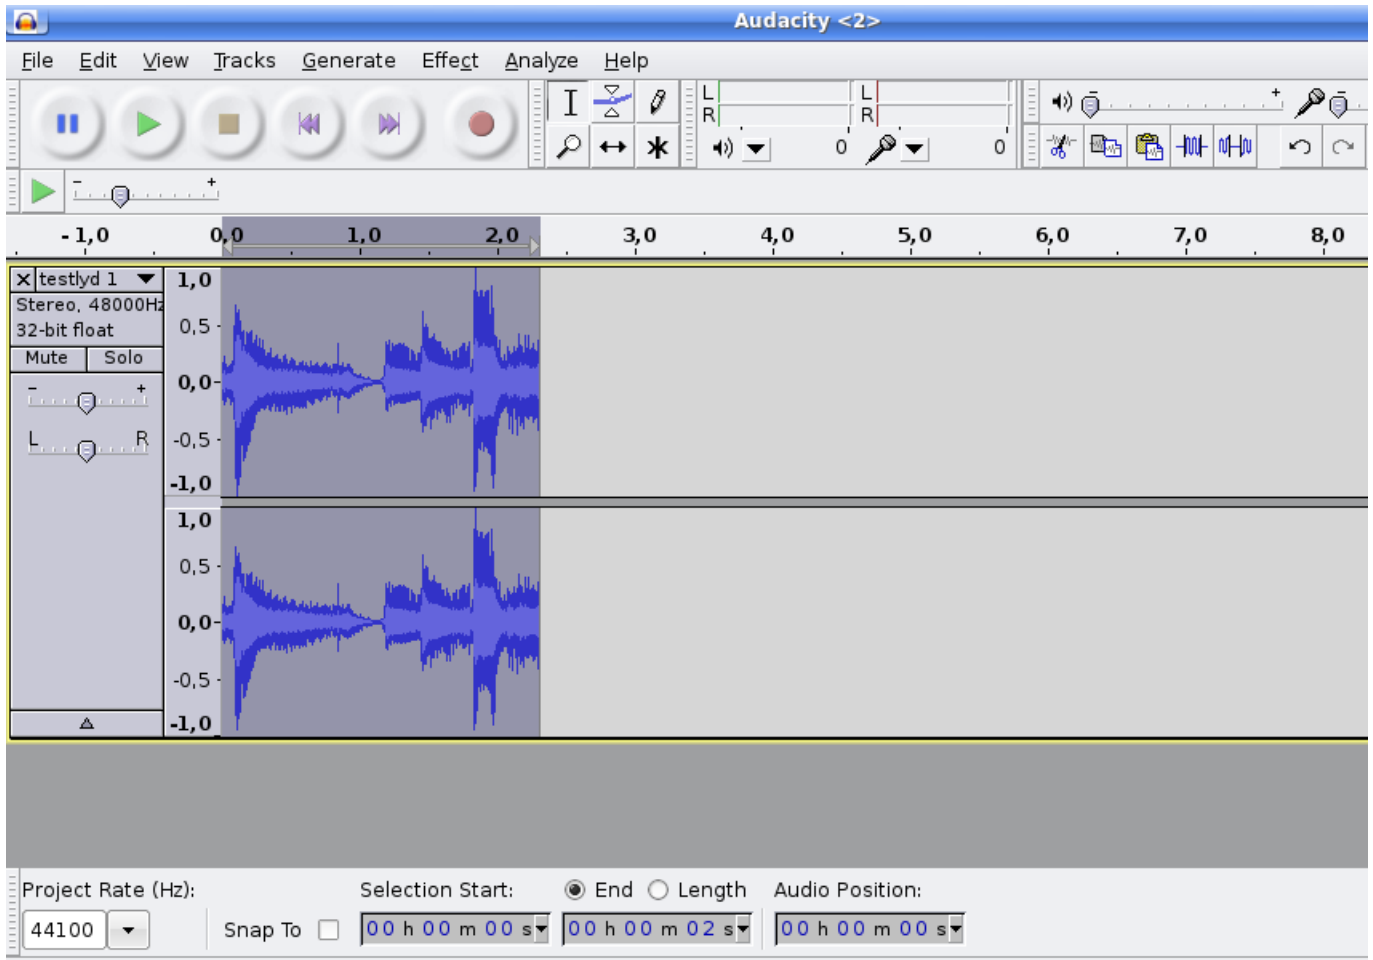 Audacity <2>
File Edit View Tracks Generate Effect Analyze Help
L L
R R
0 0
- +
- +
- 1,0 0,0 1,0 2,0 3,0 4,0 5,0 6,0 7,0 8,0
testlyd 1
Stereo, 48000Hz
32-bit float
Mute Solo
- +
L R
1,0
0,5
0,0
-0,5
-1,0
1,0
0,5
0,0
-0,5
-1,0
Project Rate (Hz): Selection Start: End Length Audio Position:
44100 Snap To 00 h 00 m 00 s 00 h 00 m 02 s 00 h 00 m 00 s